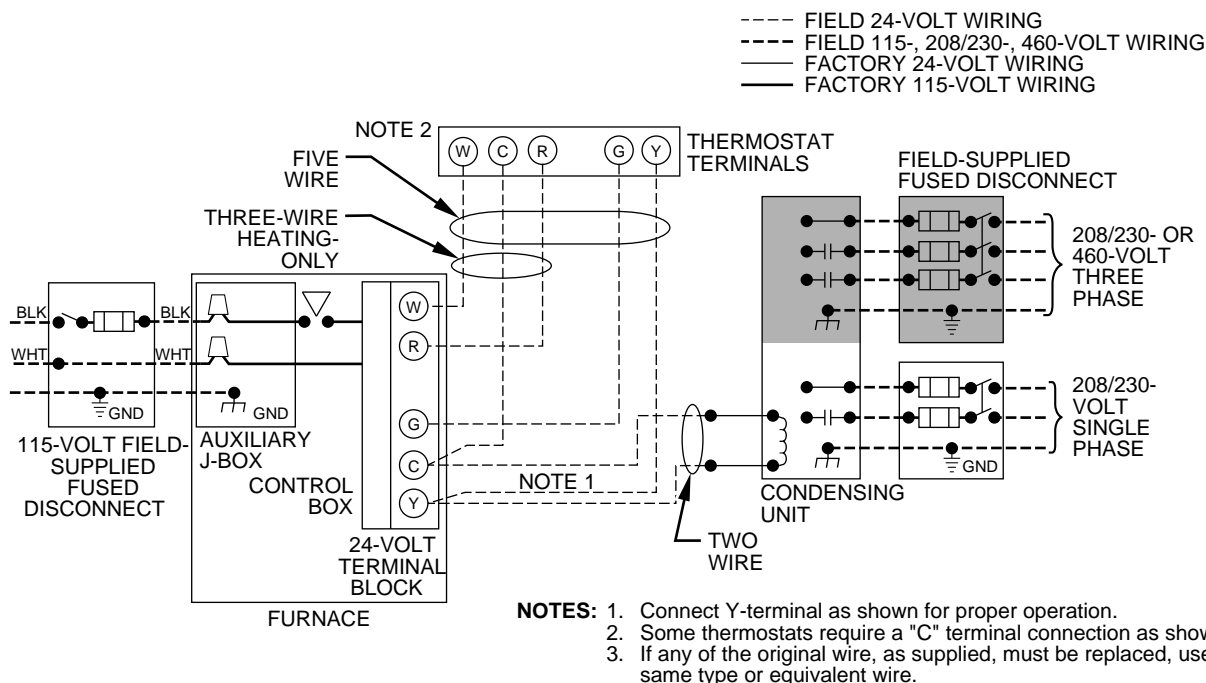 FIELD 24-VOLT WIRING
FIELD 115-, 208/230-, 460-VOLT WIRING
FACTORY 24-VOLT WIRING
FACTORY 115-VOLT WIRING
NOTE 2
W C R G Y
THERMOSTAT
TERMINALS
FIVE
WIRE
THREE-WIRE
HEATING-
ONLY
FIELD-SUPPLIED
FUSED DISCONNECT
208/230- OR
460-VOLT
THREE
PHASE
BLK
BLK
WHT
WHT
GND
GND
W
R
G
C
Y
115-VOLT FIELD-
SUPPLIED
FUSED
DISCONNECT
AUXILIARY
J-BOX
CONTROL
BOX
24-VOLT
TERMINAL
BLOCK
FURNACE
NOTE 1
TWO
WIRE
CONDENSING
UNIT
GND
208/230-
VOLT
SINGLE
PHASE
NOTES: 1. Connect Y-terminal as shown for proper operation.
2. Some thermostats require a "C" terminal connection as
3. If any of the original wire, as supplied, must be replaced, use
same type or equivalent wire.